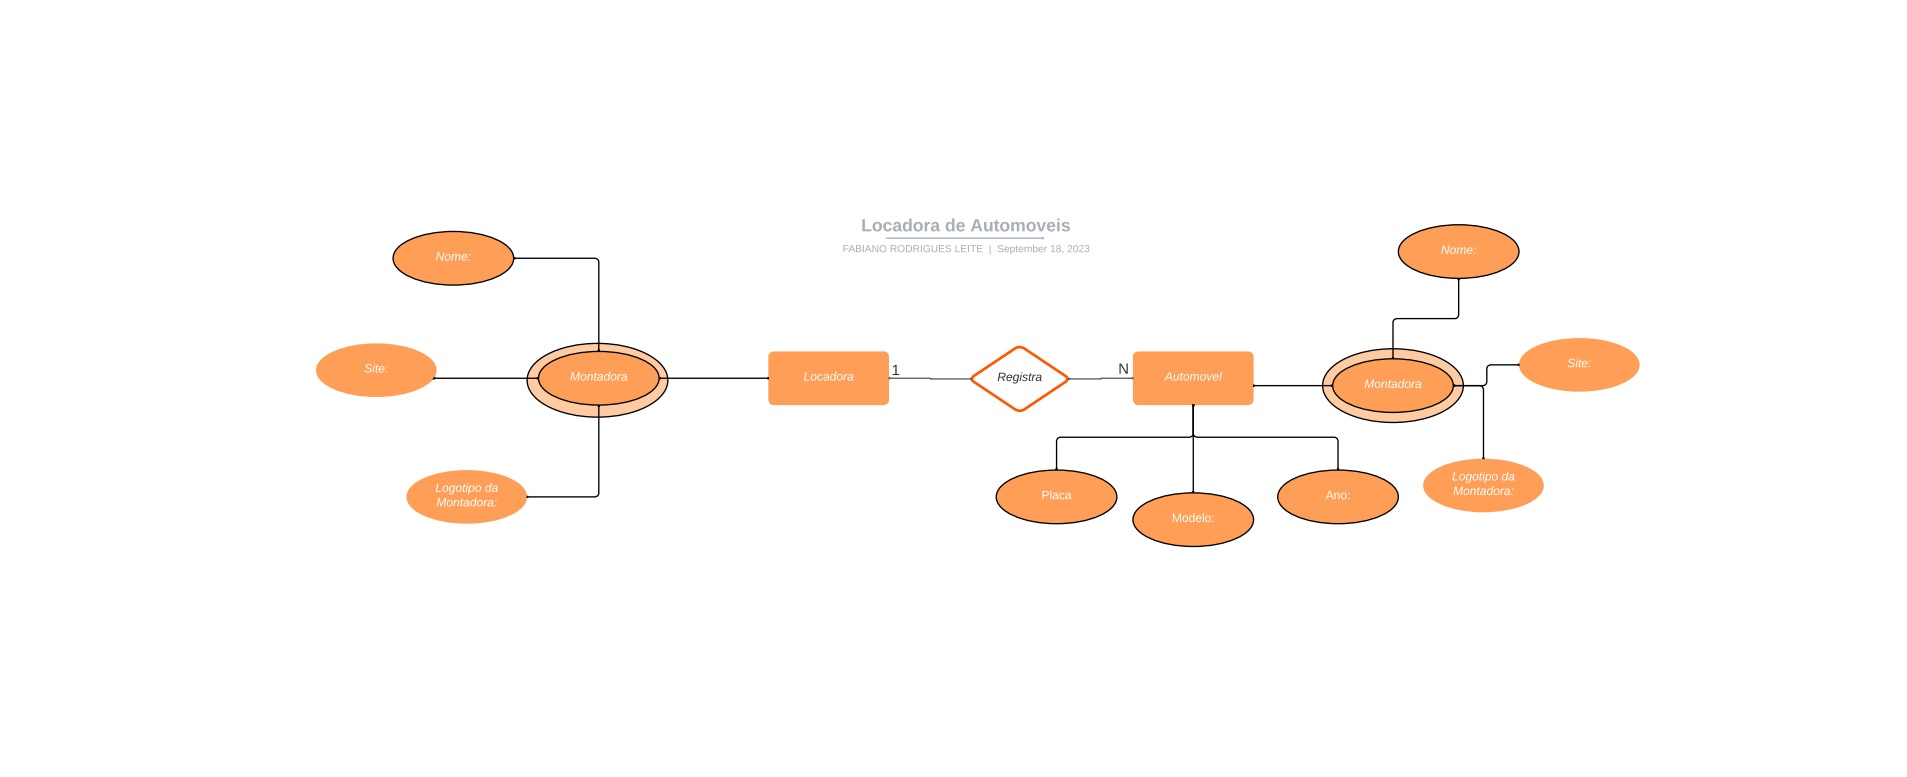 Locadora de Automoveis
FABIANO RODRIGUES LEITE | September 18, 2023
Nome:
Site:
Montadora
Logotipo da
Montadora:
Locadora
1
Registra
N
Automovel
Placa
Modelo:
Ano:
Montadora
Nome:
Site:
Logotipo da
Montadora: